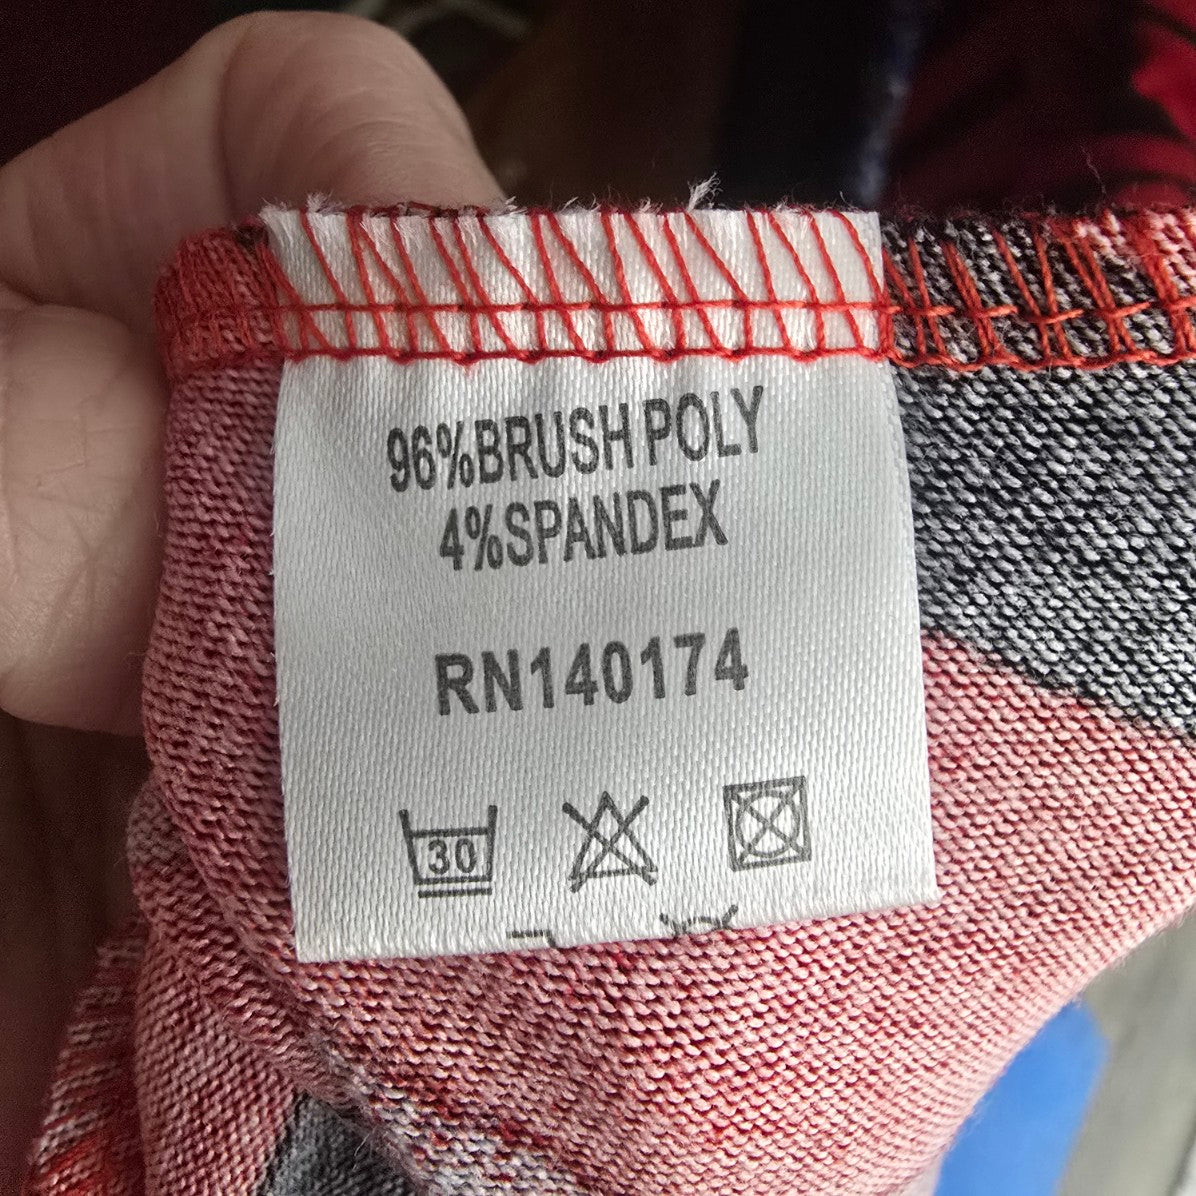 96%BRUSH POLY
4%SPANDEX
RN140174
30